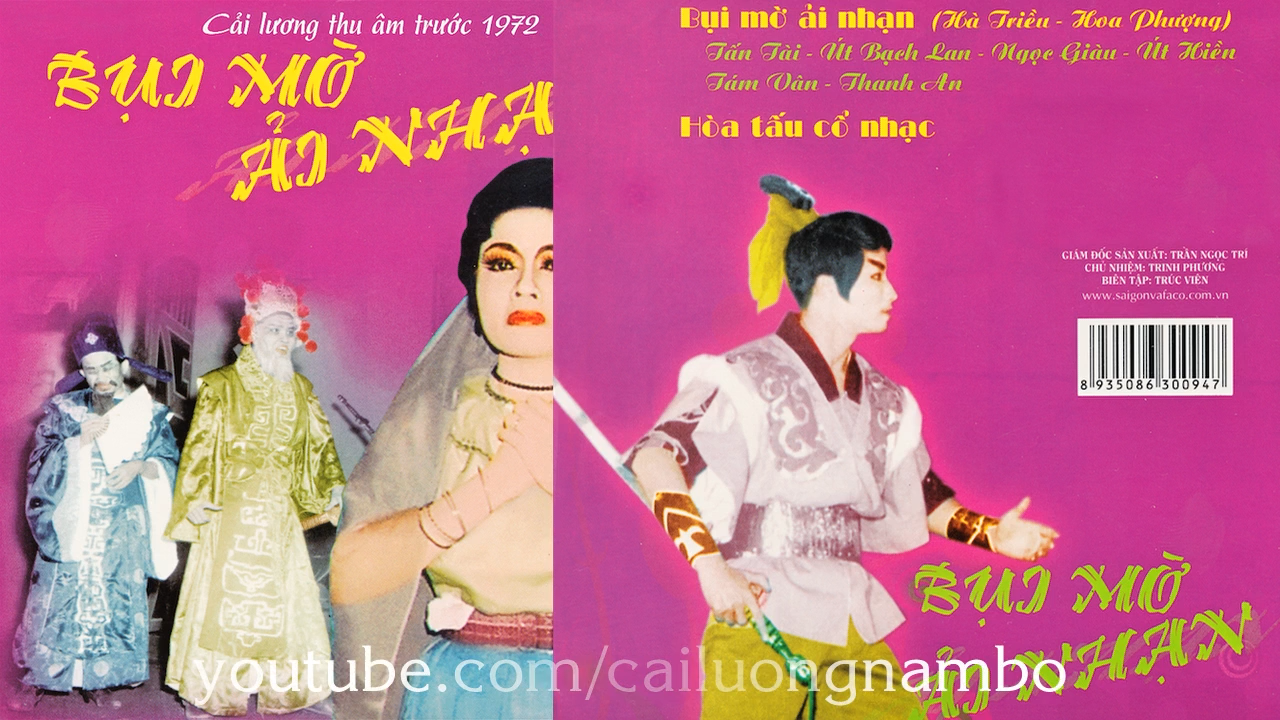 Cải lương thu âm trước 1972
BỤI MỜ
ẢI NHẠ
Bụi mờ ải nhạn (Hà Triều - Hoa Phượng)
Tấn Tài - Út Bạch Lan - Ngọc Giàu - Út Hiền
Tám Vân - Thanh An
Hòa tấu cổ nhạc
GIÁM ĐỐC SẢN XUẤT: TRẦN NGỌC TRÍ
CHỦ NHIỆM: TRINH PHƯƠNG
BIÊN TẬP: TRÚC VIÊN
www.saigonvafaco.com.vn
8 935086 300947
BỤI MỜ
ẢI NHẠN
youtube.com/cailuongnambo